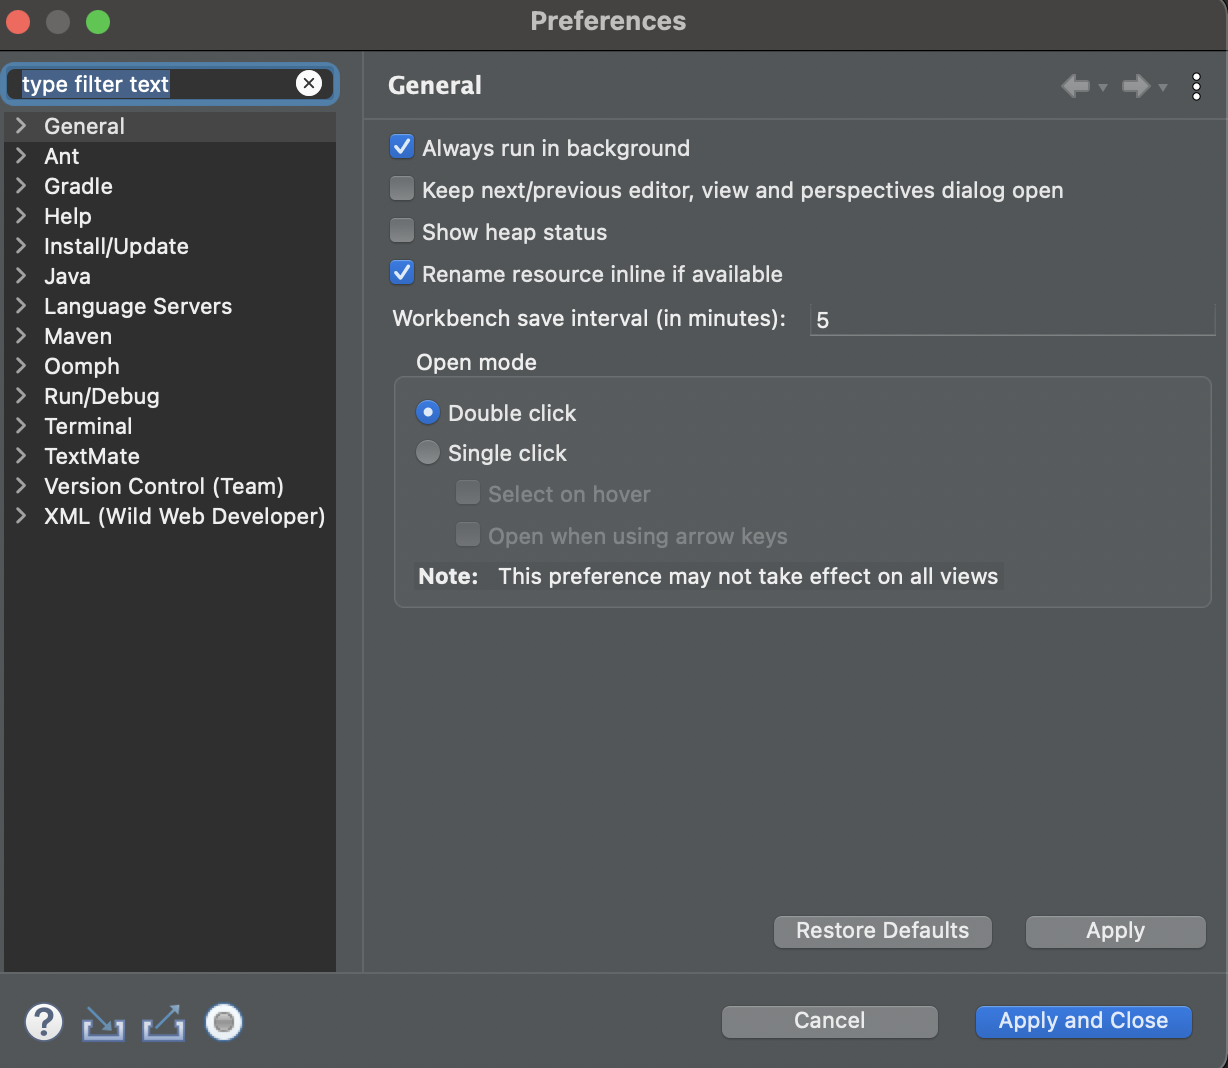 Preferences
type filter text
General
Ant
Gradle
Help
Install/Update
Java
Language Servers
Maven
Oomph
Run/Debug
Terminal
TextMate
Version Control (Team)
XML (Wild Web Developer)
General
Always run in background
Keep next/previous editor, view and perspectives dialog open
Show heap status
Rename resource inline if available
Workbench save interval (in minutes): 5
Open mode
Double click
Single click
Select on hover
Open when using arrow keys
Note: This preference may not take effect on all views
Restore Defaults Apply
? Cancel Apply and Close